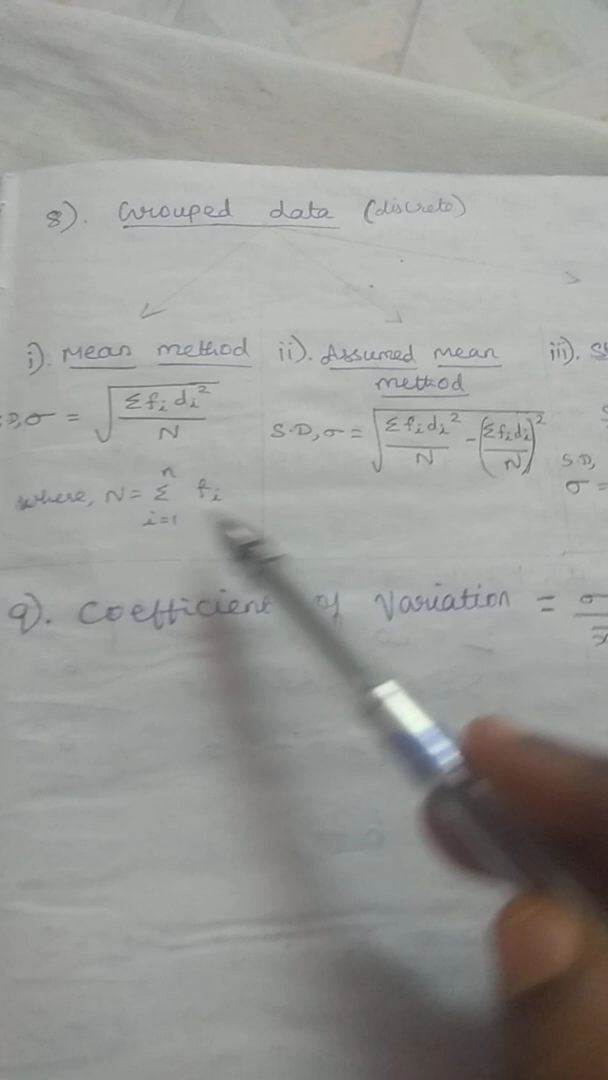 8). Grouped data (discrete)
i). Mean method
S.D, σ = √(Σfidi²/N)
where, N = Σ(i=1 to n) fi
ii). Assumed mean
method
S.D, σ = √(Σfidi²/N - (Σfidi/N)²)
iii).
S.D,
σ =
9). Coefficient of Variation = σ/x̄